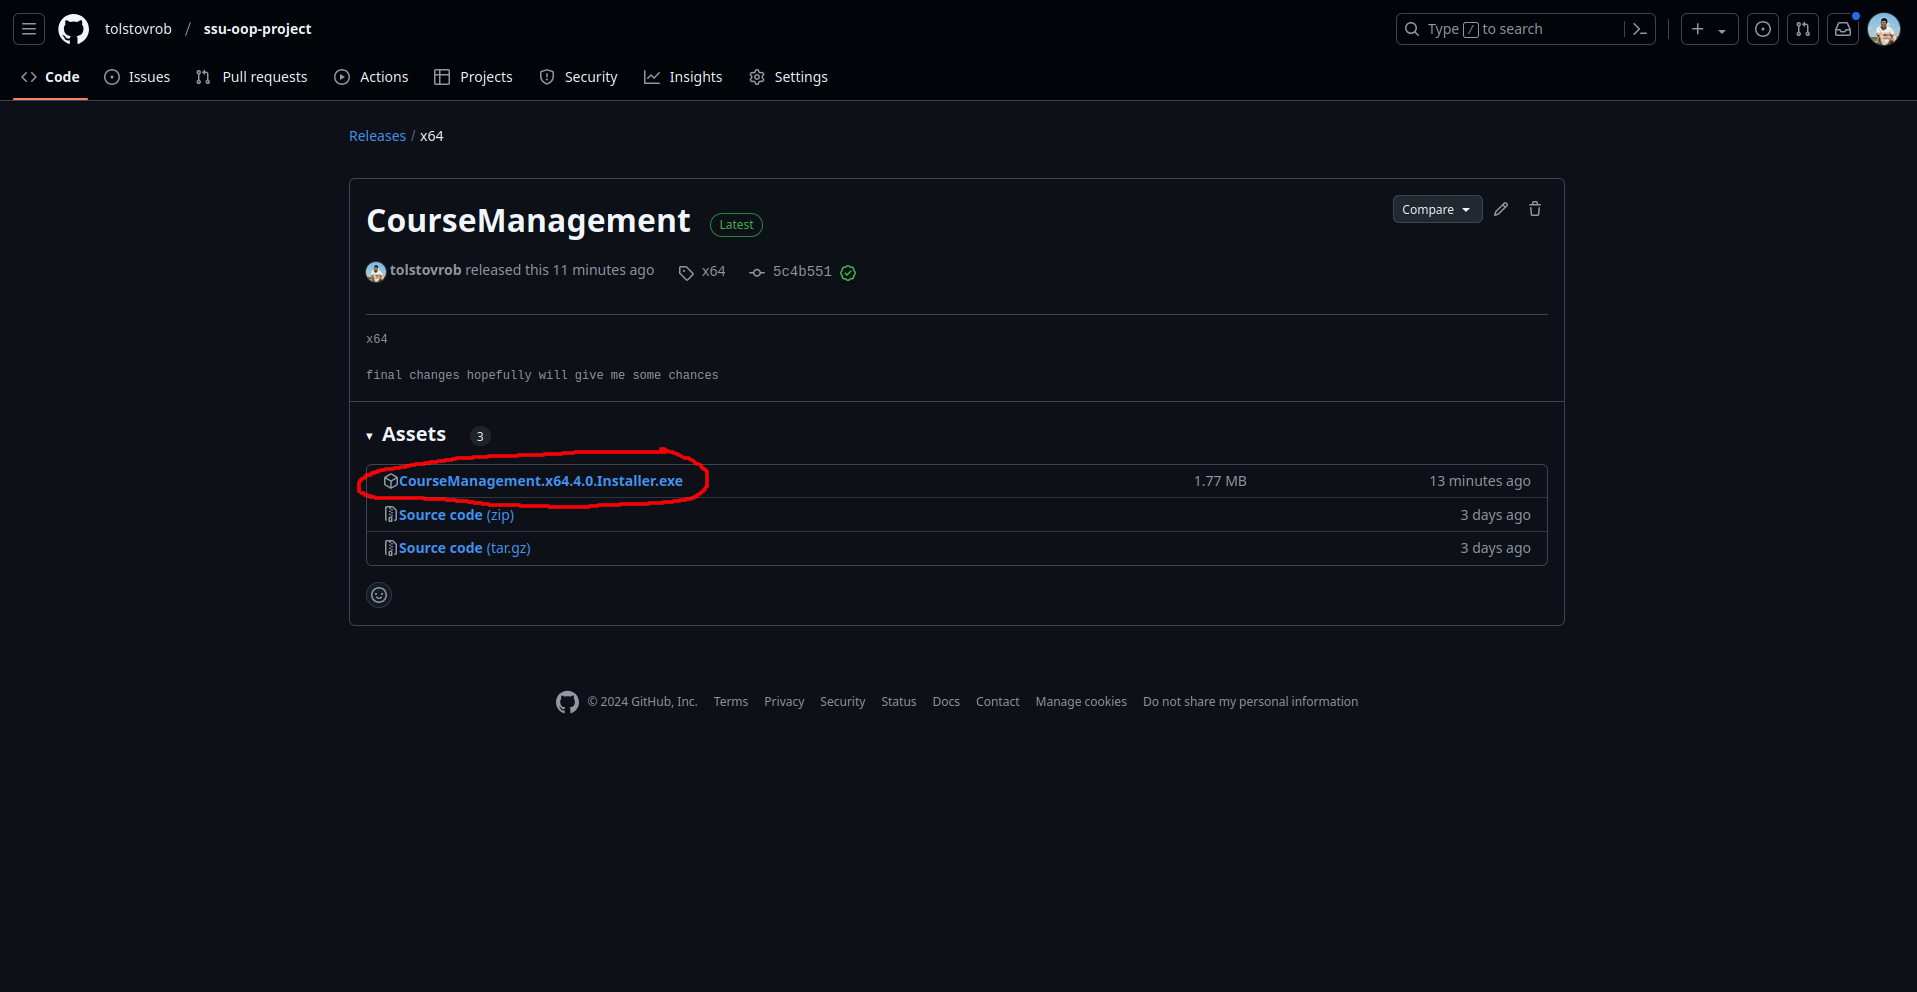 tolstovrob / ssu-oop-project
Type / to search
Code Issues Pull requests Actions Projects Security Insights Settings
Releases / x64
CourseManagement Latest
Compare
tolstovrob released this 11 minutes ago x64 5c4b551
x64
final changes hopefully will give me some chances
Assets 3
CourseManagement.x64.4.0.Installer.exe 1.77 MB 13 minutes ago
Source code (zip) 3 days ago
Source code (tar.gz) 3 days ago
© 2024 GitHub, Inc. Terms Privacy Security Status Docs Contact Manage cookies Do not share my personal information